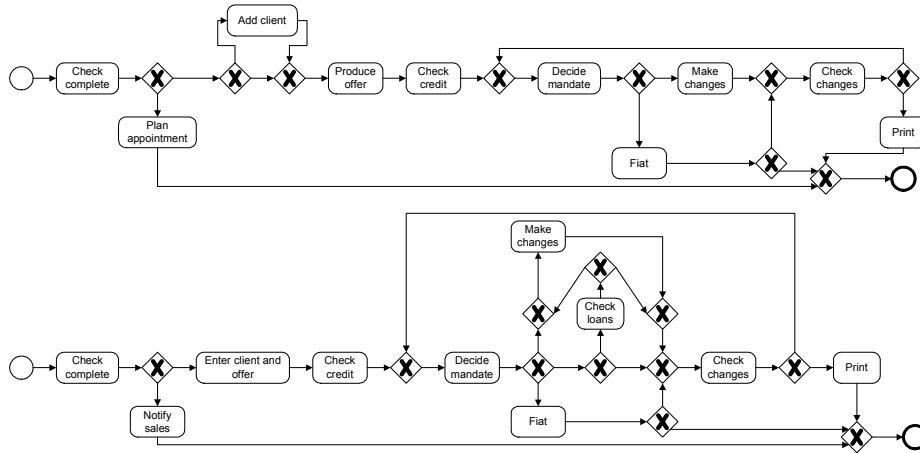 Add client
Check
complete
Produce
offer
Check
credit
Decide
mandate
Make
changes
Check
changes
Plan
appointment
Print
Fiat
Make
changes
Check
loans
Check
complete
Enter client and
offer
Check
credit
Decide
mandate
Check
changes
Print
Notify
sales
Fiat